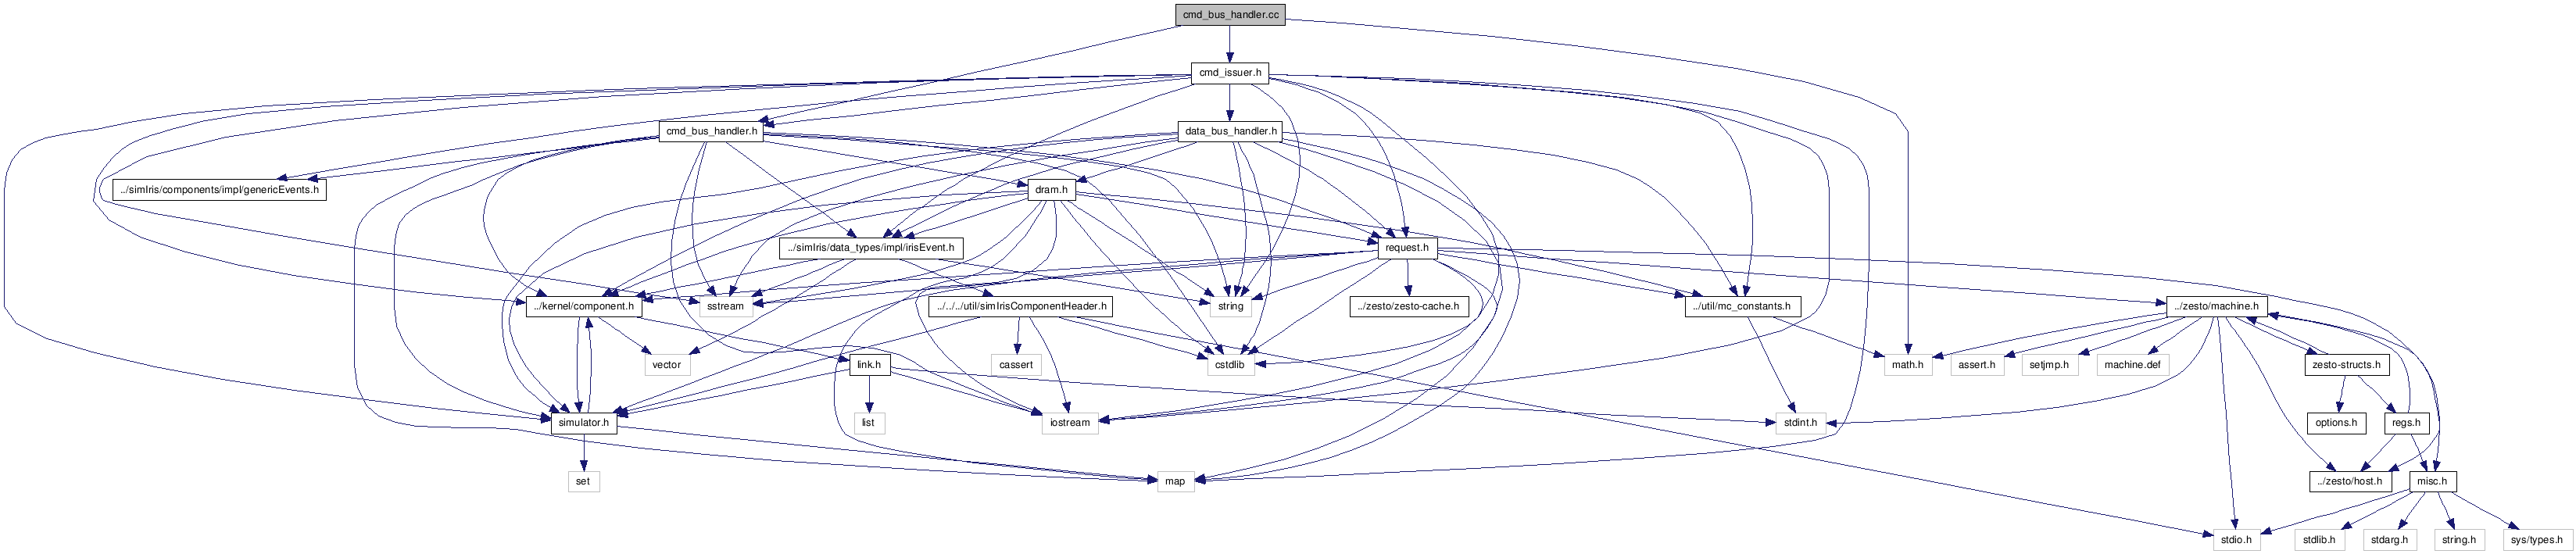 cmd_bus_handler.cc
cmd_issuer.h
cmd_bus_handler.h
data_bus_handler.h
../simIris/components/impl/genericEvents.h
dram.h
../simIris/data_types/impl/irisEvent.h
request.h
../kernel/component.h
sstream
../../../util/simIrisComponentHeader.h
string
../zesto/zesto-cache.h
../util/mc_constants.h
../zesto/machine.h
vector
link.h
cassert
cstdlib
math.h
assert.h
setjmp.h
machine.def
zesto-structs.h
simulator.h
list
iostream
stdint.h
options.h
regs.h
set
map
../zesto/host.h
misc.h
stdio.h
stdlib.h
stdarg.h
string.h
sys/types.h